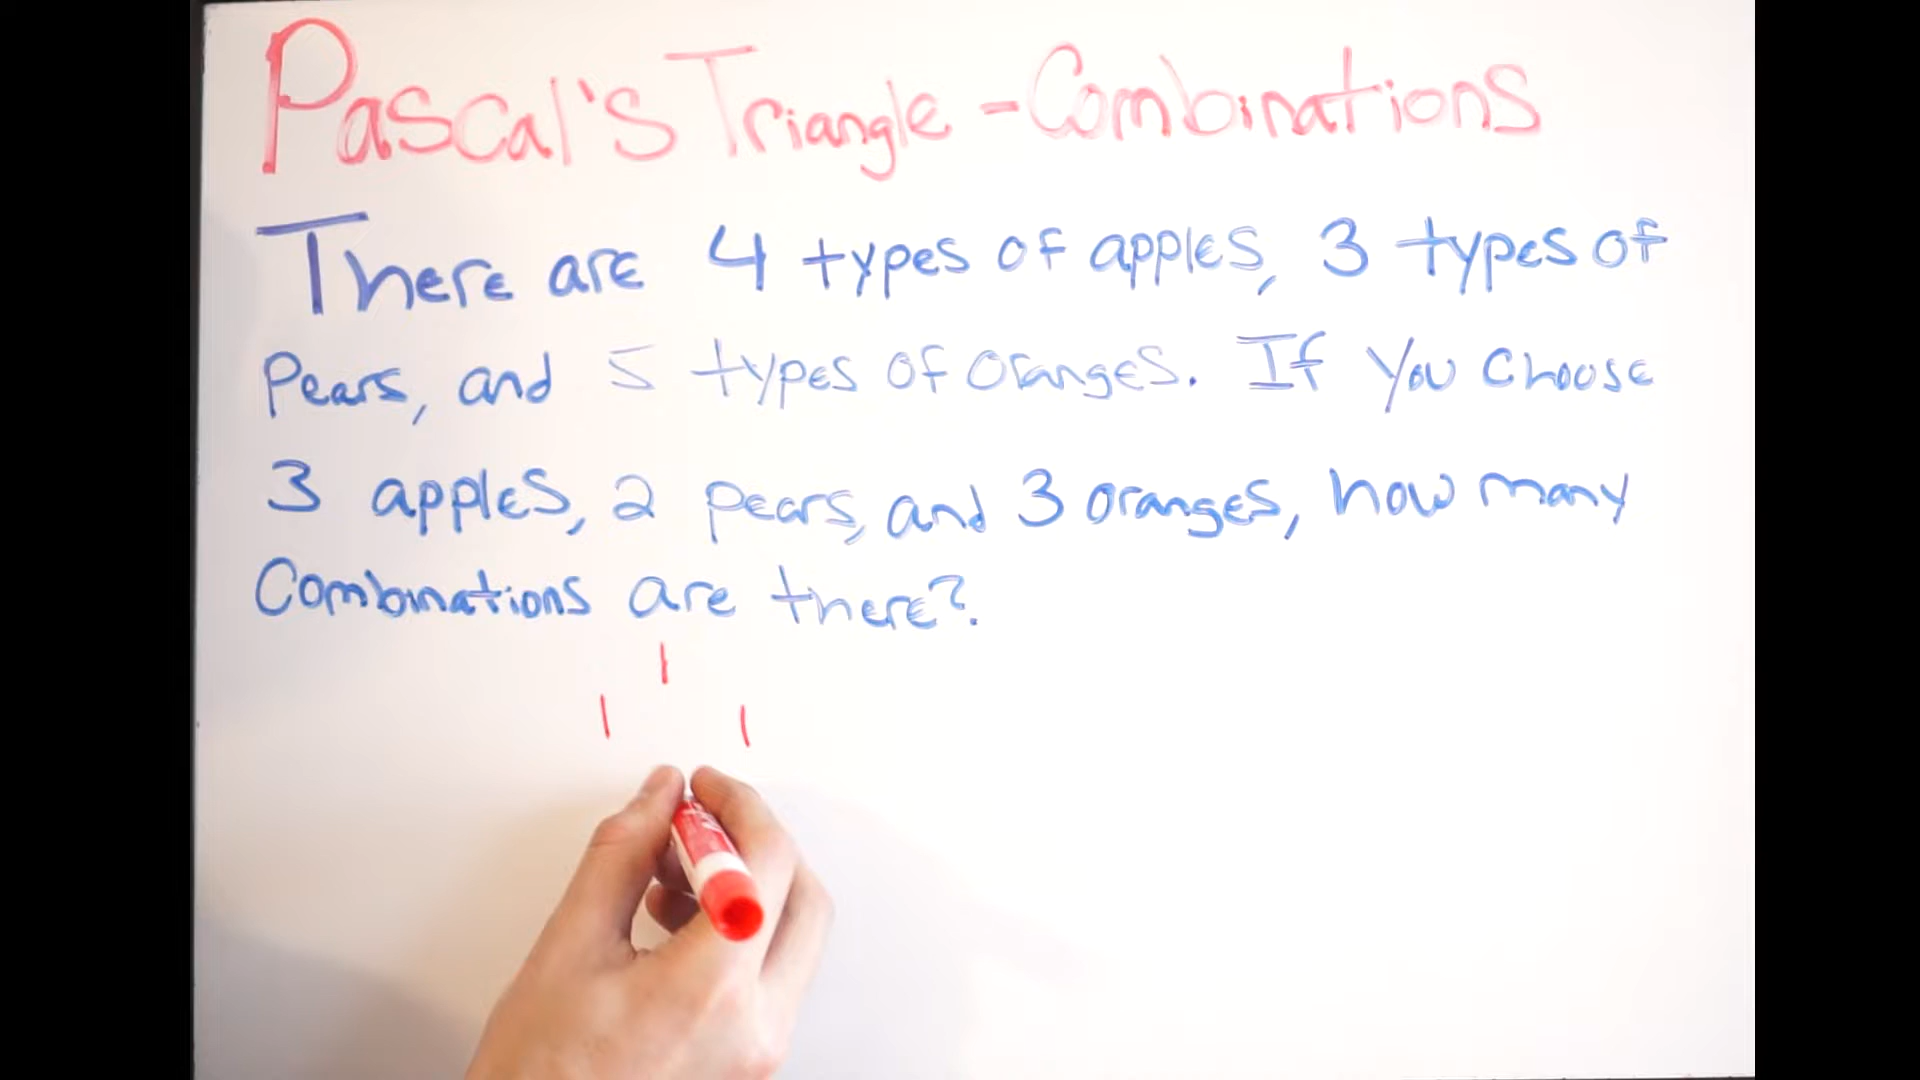 Pascal's Triangle - Combinations
There are 4 types of apples, 3 types of
Pears, and 5 types of oranges. If you choose
3 apples, 2 pears, and 3 oranges, how many
Combinations are there?
1
1 1